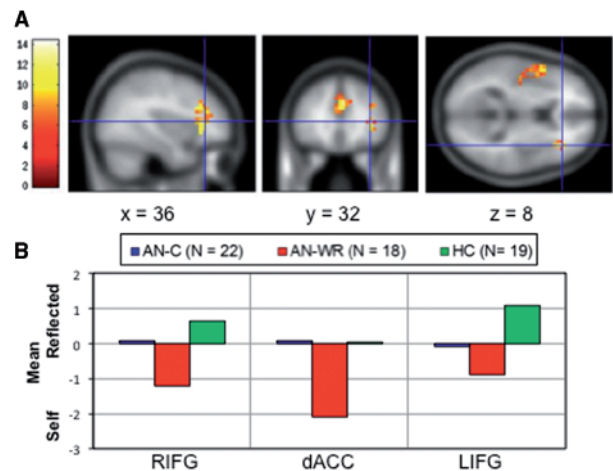 A
14
12
10
8
6
4
2
0
x = 36
y = 32
z = 8
B
AN-C (N = 22)
AN-WR (N = 18)
HC (N= 19)
Mean
Self Reflected
2
1
0
-1
-2
-3
RIFG
dACC
LIFG